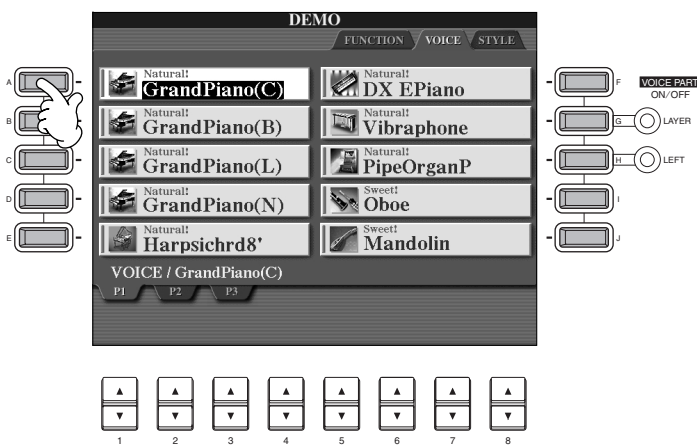 DEMO
FUNCTION VOICE STYLE
A
Natural!
GrandPiano(C)
Natural!
DX EPiano
F
VOICE PART
ON/OFF
B
Natural!
GrandPiano(B)
Natural!
Vibraphone
G
LAYER
C
Natural!
GrandPiano(L)
Natural!
PipeOrganP
H
LEFT
D
Natural!
GrandPiano(N)
Sweet!
Oboe
I
E
Natural!
Harpsichrd8'
Sweet!
Mandolin
J
VOICE / GrandPiano(C)
P1 P2 P3
1 2 3 4 5 6 7 8